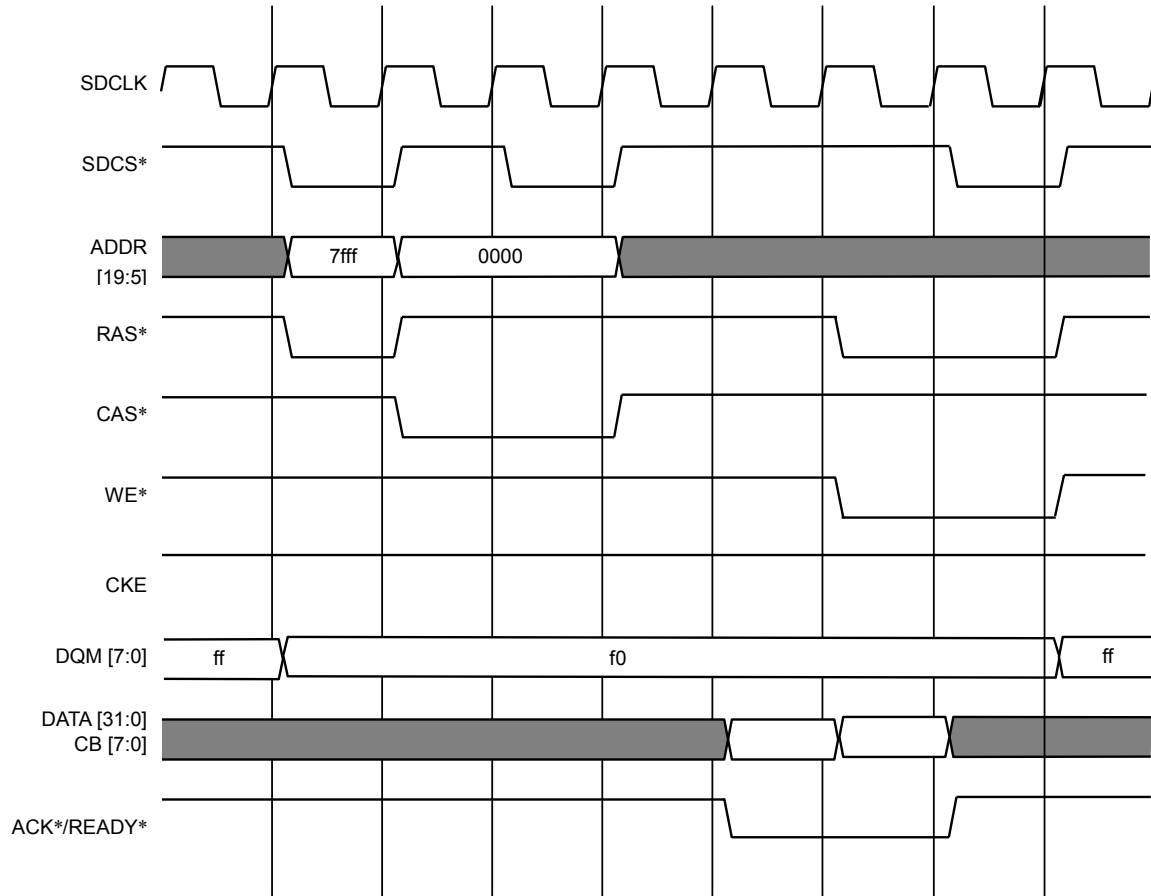 SDCLK
SDCS*
ADDR
[19:5]
7fff
0000
RAS*
CAS*
WE*
CKE
DQM [7:0]
ff
f0
ff
DATA [31:0]
CB [7:0]
ACK*/READY*